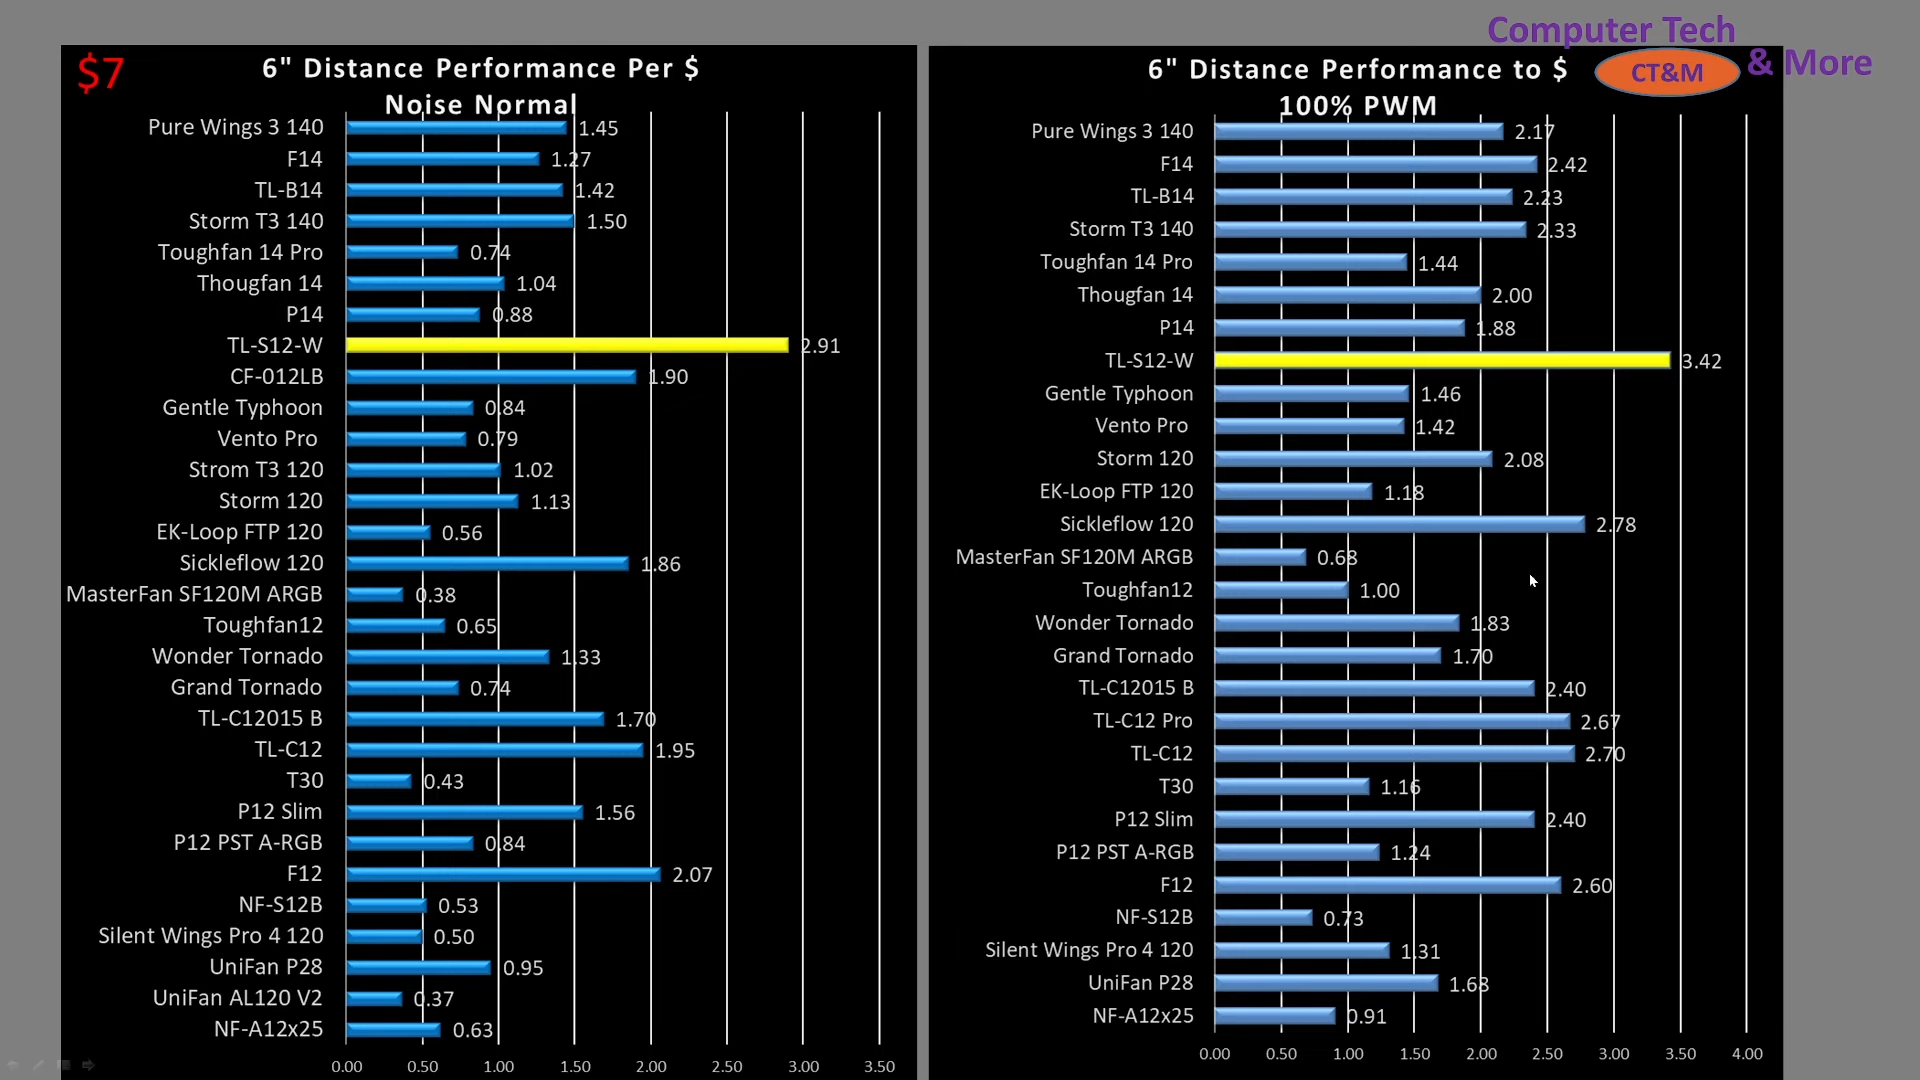 Computer Tech
CT&M & More
$7
6" Distance Performance Per $
Noise Normal
Pure Wings 3 140 1.45
F14 1.27
TL-B14 1.42
Storm T3 140 1.50
Toughfan 14 Pro 0.74
Thougfan 14 1.04
P14 0.88
TL-S12-W 2.91
CF-012LB 1.90
Gentle Typhoon 0.84
Vento Pro 0.79
Strom T3 120 1.02
Storm 120 1.13
EK-Loop FTP 120 0.56
Sickleflow 120 1.86
MasterFan SF120M ARGB 0.38
Toughfan12 0.65
Wonder Tornado 1.33
Grand Tornado 0.74
TL-C12015 B 1.70
TL-C12 1.95
T30 0.43
P12 Slim 1.56
P12 PST A-RGB 0.84
F12 2.07
NF-S12B 0.53
Silent Wings Pro 4 120 0.50
UniFan P28 0.95
UniFan AL120 V2 0.37
NF-A12x25 0.63
0.00 0.50 1.00 1.50 2.00 2.50 3.00 3.50
6" Distance Performance to $
100% PWM
Pure Wings 3 140 2.17
F14 2.42
TL-B14 2.23
Storm T3 140 2.33
Toughfan 14 Pro 1.44
Thougfan 14 2.00
P14 1.88
TL-S12-W 3.42
Gentle Typhoon 1.46
Vento Pro 1.42
Storm 120 2.08
EK-Loop FTP 120 1.18
Sickleflow 120 2.78
MasterFan SF120M ARGB 0.68
Toughfan12 1.00
Wonder Tornado 1.83
Grand Tornado 1.70
TL-C12015 B 2.40
TL-C12 Pro 2.67
TL-C12 2.70
T30 1.16
P12 Slim 2.40
P12 PST A-RGB 1.24
F12 2.60
NF-S12B 0.73
Silent Wings Pro 4 120 1.31
UniFan P28 1.68
NF-A12x25 0.91
0.00 0.50 1.00 1.50 2.00 2.50 3.00 3.50 4.00